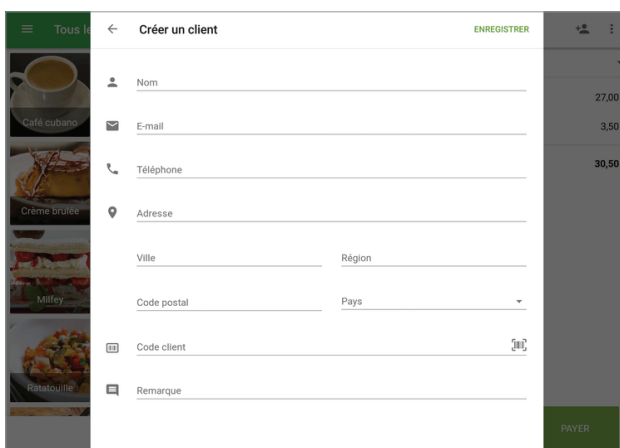 Tous le
Créer un client
ENREGISTRER
Nom
E-mail
Téléphone
Adresse
Ville
Région
Code postal
Pays
Code client
Remarque
Café cubano
Crème brulée
Milfey
Ratatouille
27,00
3,50
30,50
PAYER